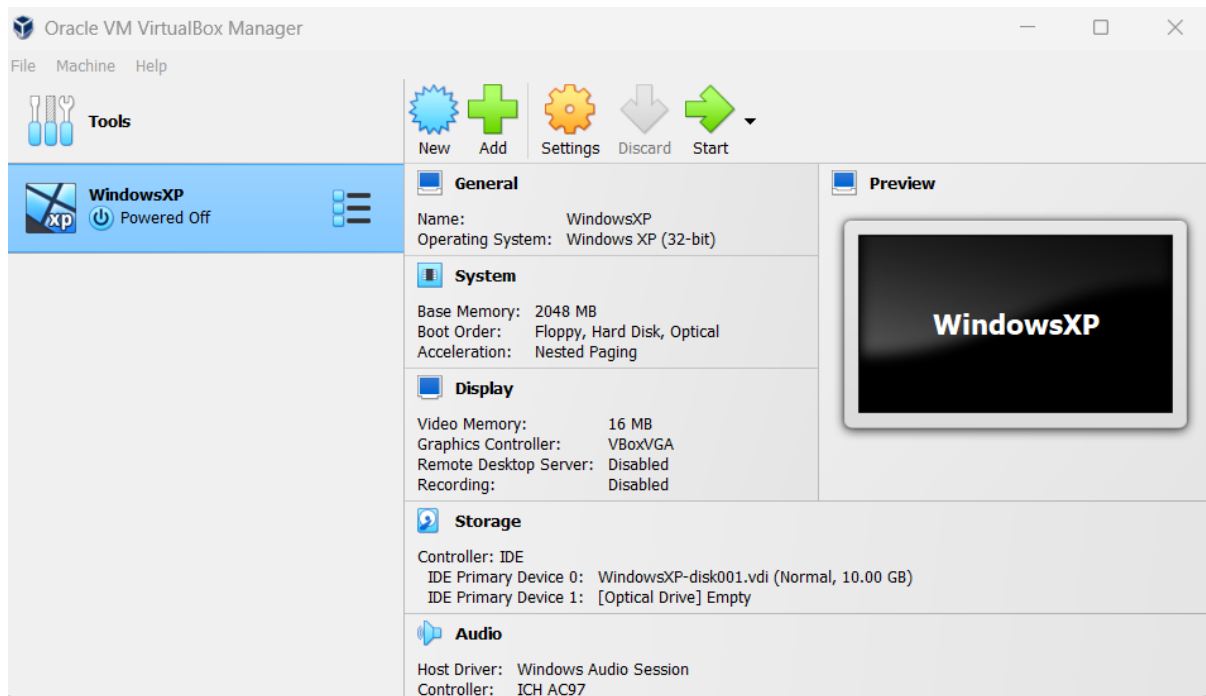 Oracle VM VirtualBox Manager
File Machine Help
Tools
New Add Settings Discard Start
WindowsXP
Powered Off
xp
General
Name: WindowsXP
Operating System: Windows XP (32-bit)
System
Base Memory: 2048 MB
Boot Order: Floppy, Hard Disk, Optical
Acceleration: Nested Paging
Display
Video Memory: 16 MB
Graphics Controller: VBoxVGA
Remote Desktop Server: Disabled
Recording: Disabled
Preview
WindowsXP
Storage
Controller: IDE
IDE Primary Device 0: WindowsXP-disk001.vdi (Normal, 10.00 GB)
IDE Primary Device 1: [Optical Drive] Empty
Audio
Host Driver: Windows Audio Session
Controller: ICH AC97